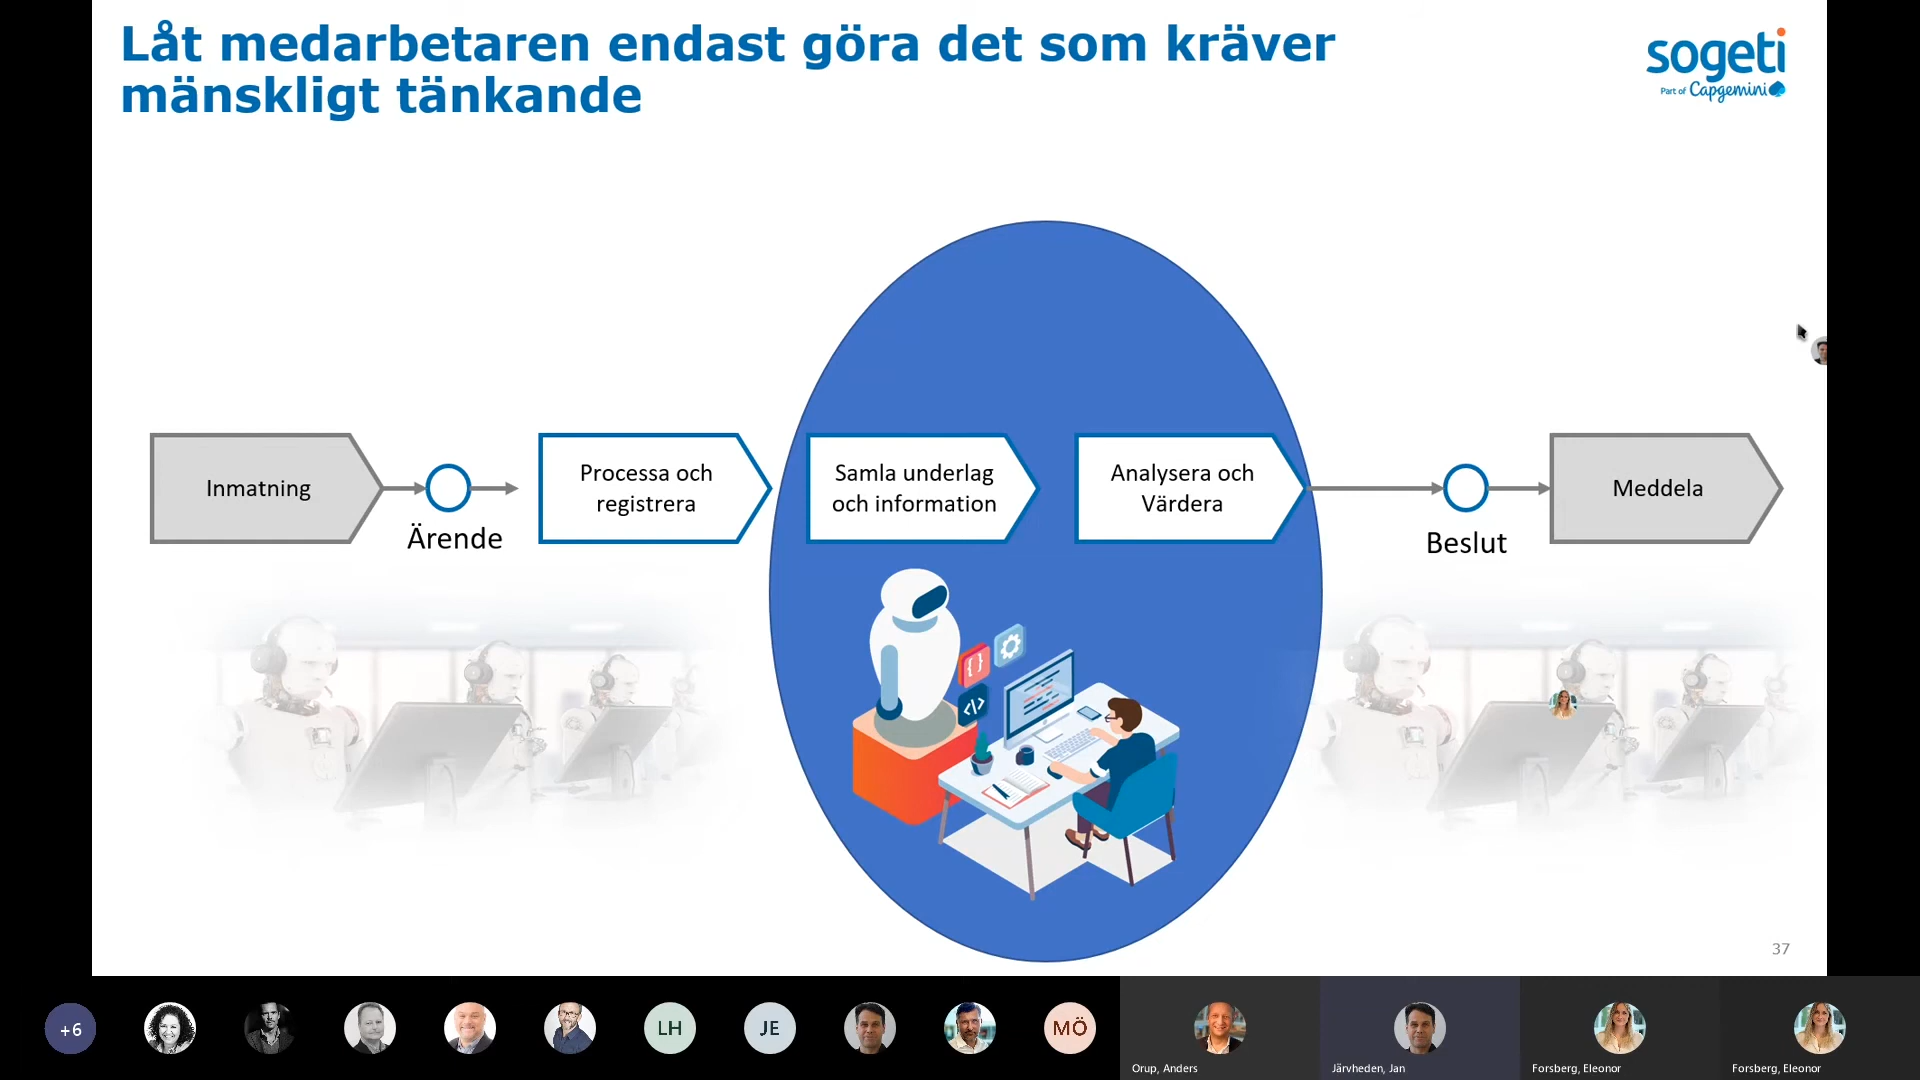 Låt medarbetaren endast göra det som kräver
mänskligt tänkande
sogeti
Part of Capgemini
Inmatning
Ärende
Processa och
registrera
Samla underlag
och information
Analysera och
Värdera
Beslut
Meddela
{}
</>
37
+6
LH
JE
MÖ
Orup, Anders
Järvheden, Jan
Forsberg, Eleonor
Forsberg, Eleonor